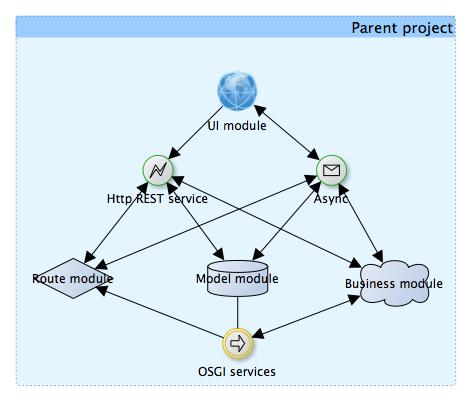 Parent project
UI module
Http REST service
Async
Route module
Model module
Business module
OSGI services